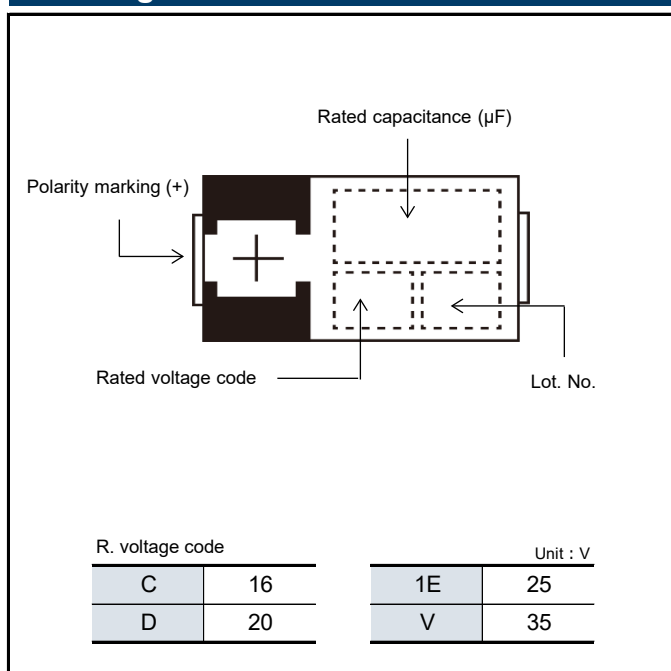 Rated capacitance (μF)
Polarity marking (+)
Rated voltage code
Lot. No.
R. voltage code
Unit : V
C 16 1E 25
D 20 V 35